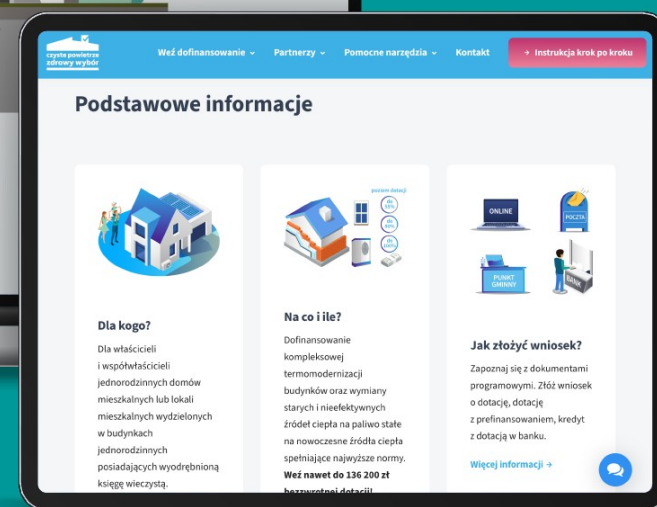 czyste powietrze
zdrowy wybór
Weź dofinansowanie
Partnerzy
Pomocne narzędzia
Kontakt
→ Instrukcja krok po kroku
Podstawowe informacje
Dla kogo?
Dla właścicieli
i współwłaścicieli
jednorodzinnych domów
mieszkalnych lub lokali
mieszkalnych wydzielonych
w budynkach
jednorodzinnych
posiadających wyodrębnioną
księgę wieczystą.
poziom dotacji
do
do
do
Na co i ile?
Dofinansowanie
kompleksowej
termomodernizacji
budynków oraz wymiany
starych i nieefektywnych
źródeł ciepła na paliwo stałe
na nowoczesne źródła ciepła
spełniające najwyższe normy.
Weź nawet do 136 200 zł
bezzwrotnej dotacji!
ONLINE
POCZTA
PUNKT
GMINNY
BANK
Jak złożyć wniosek?
Zapoznaj się z dokumentami
programowymi. Złóż wniosek
o dotację, dotację
z prefinansowaniem, kredyt
z dotacją w banku.
Więcej informacji →